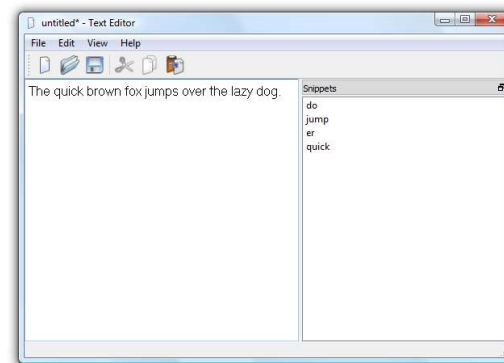 untitled* - Text Editor
File Edit View Help
The quick brown fox jumps over the lazy dog.
Snippets
do
jump
er
quick